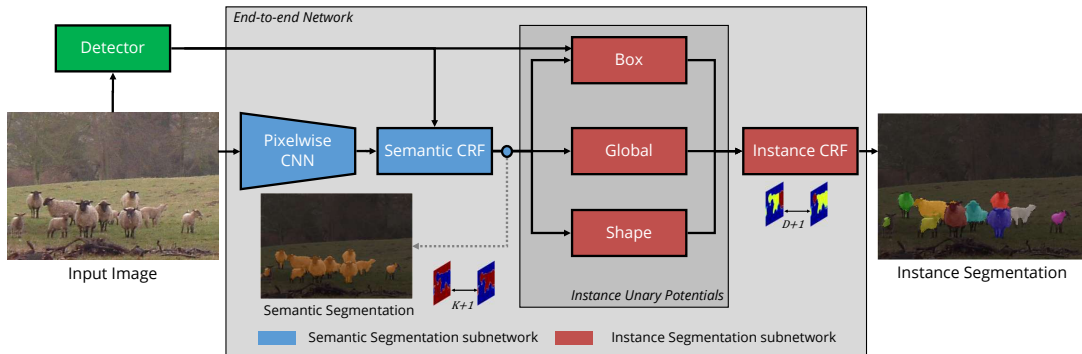 End-to-end Network
Detector
Box
Pixelwise
CNN
Semantic CRF
Global
Instance CRF
Shape
D+1
K+1
Input Image
Semantic Segmentation
Instance Unary Potentials
Instance Segmentation
Semantic Segmentation subnetwork
Instance Segmentation subnetwork